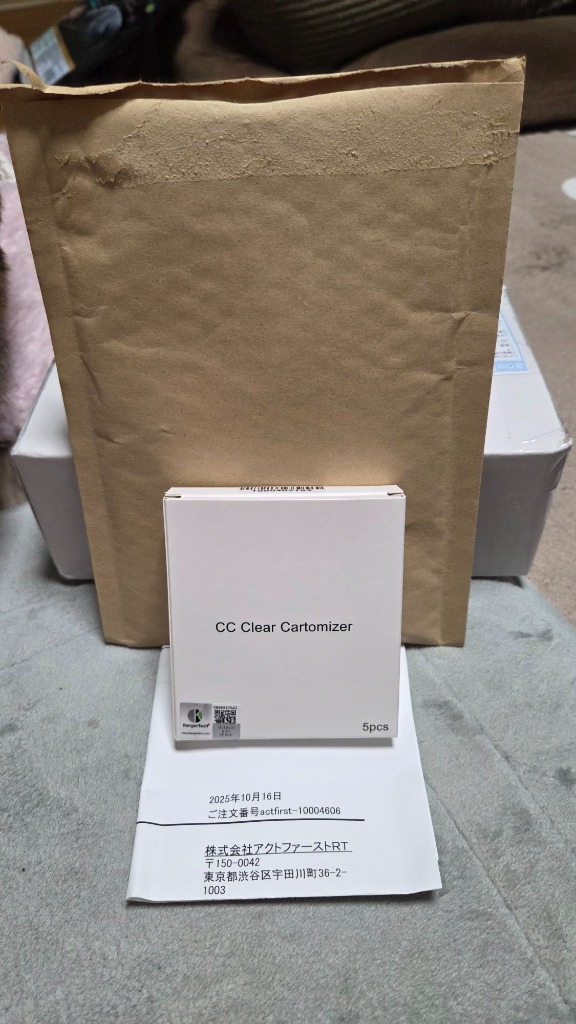 CC Clear Cartomizer
KangerTech
5pcs
2025年10月16日
ご注文番号actfirst-10004606
株式会社アクトファーストRT
〒150-0042
東京都渋谷区宇田川町36-2-
1003